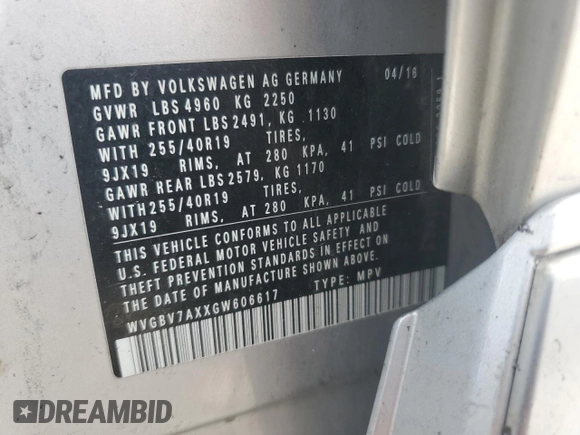 MFD BY VOLKSWAGEN AG GERMANY 04/16
GVWR LBS 4960 KG 2250
GAWR FRONT LBS 2491, KG 1130
WITH 255/40R19 TIRES,
9JX19 RIMS, AT 280 KPA, 41 PSI COLD
GAWR REAR LBS 2579, KG 1170
WITH 255/40R19 TIRES,
9JX19 RIMS, AT 280 KPA, 41 PSI COLD
THIS VEHICLE CONFORMS TO ALL APPLICABLE
U.S. FEDERAL MOTOR VEHICLE SAFETY AND
THEFT PREVENTION STANDARDS IN EFFECT ON
THE DATE OF MANUFACTURE SHOWN ABOVE.
WVGBV7AXXGW606617 TYPE: MPV
DREAMBID